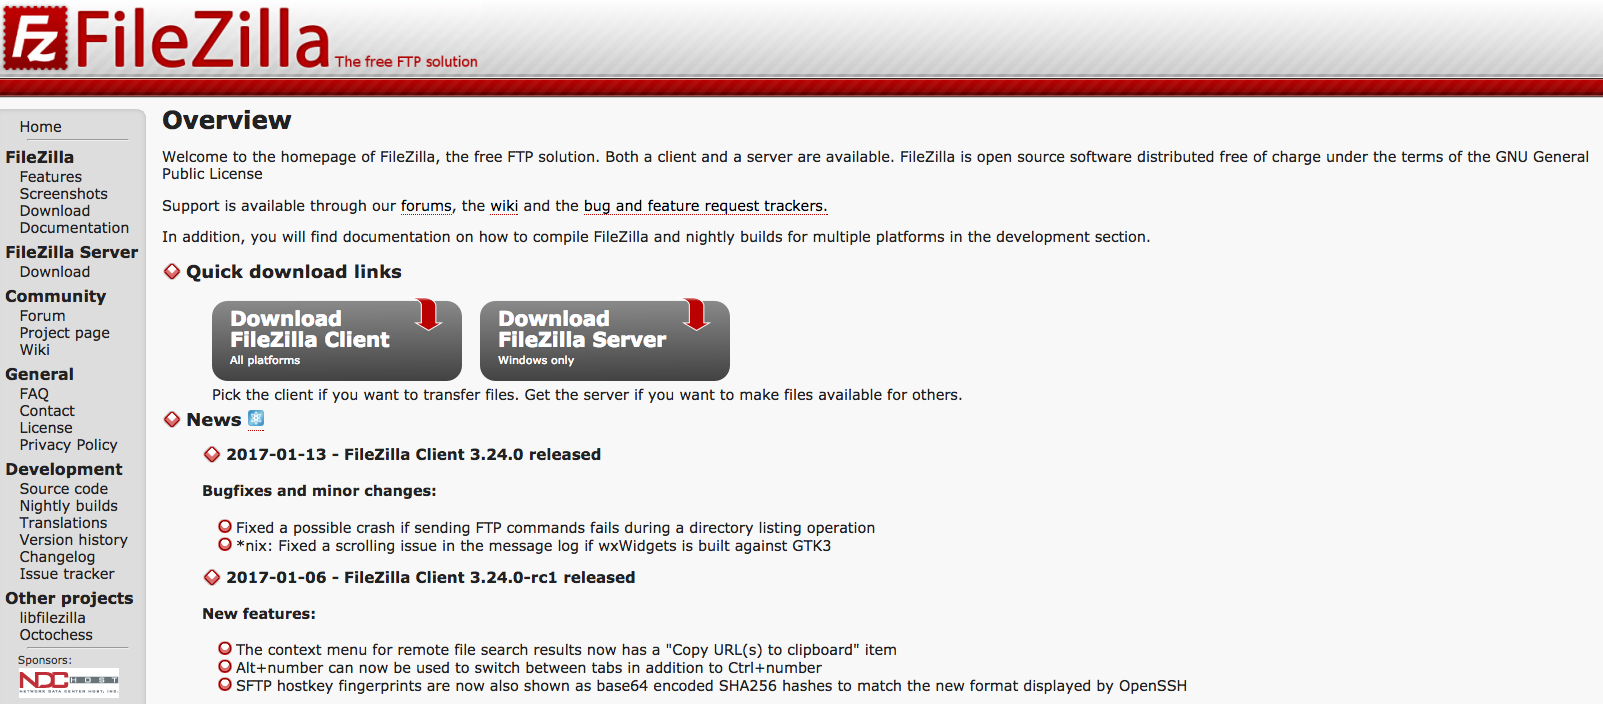 FileZilla
The free FTP solution
Home
FileZilla
Features
Screenshots
Download
Documentation
FileZilla Server
Download
Community
Forum
Project page
Wiki
General
FAQ
Contact
License
Privacy Policy
Development
Source code
Nightly builds
Translations
Version history
Changelog
Issue tracker
Other projects
libfilezilla
Octochess
Sponsors:
NDCHOST
NETWORK DATA CENTER HOST, INC.
Overview
Welcome to the homepage of FileZilla, the free FTP solution. Both a client and a server are available. FileZilla is open source software distributed free of charge under the terms of the GNU General
Public License
Support is available through our forums, the wiki and the bug and feature request trackers.
In addition, you will find documentation on how to compile FileZilla and nightly builds for multiple platforms in the development section.
Quick download links
Download
FileZilla Client
All platforms
Download
FileZilla Server
Windows only
Pick the client if you want to transfer files. Get the server if you want to make files available for others.
News
2017-01-13 - FileZilla Client 3.24.0 released
Bugfixes and minor changes:
Fixed a possible crash if sending FTP commands fails during a directory listing operation
*nix: Fixed a scrolling issue in the message log if wxWidgets is built against GTK3
2017-01-06 - FileZilla Client 3.24.0-rc1 released
New features:
The context menu for remote file search results now has a "Copy URL(s) to clipboard" item
Alt+number can now be used to switch between tabs in addition to Ctrl+number
SFTP hostkey fingerprints are now also shown as base64 encoded SHA256 hashes to match the new format displayed by OpenSSH